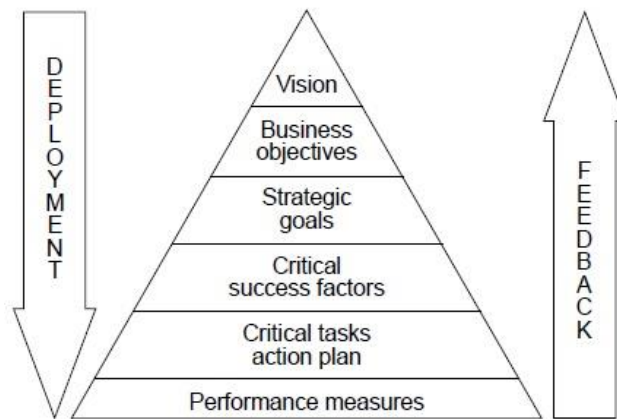 DEPLOYMENT
Vision
Business
objectives
Strategic
goals
Critical
success factors
Critical tasks
action plan
Performance measures
FEEDBACK